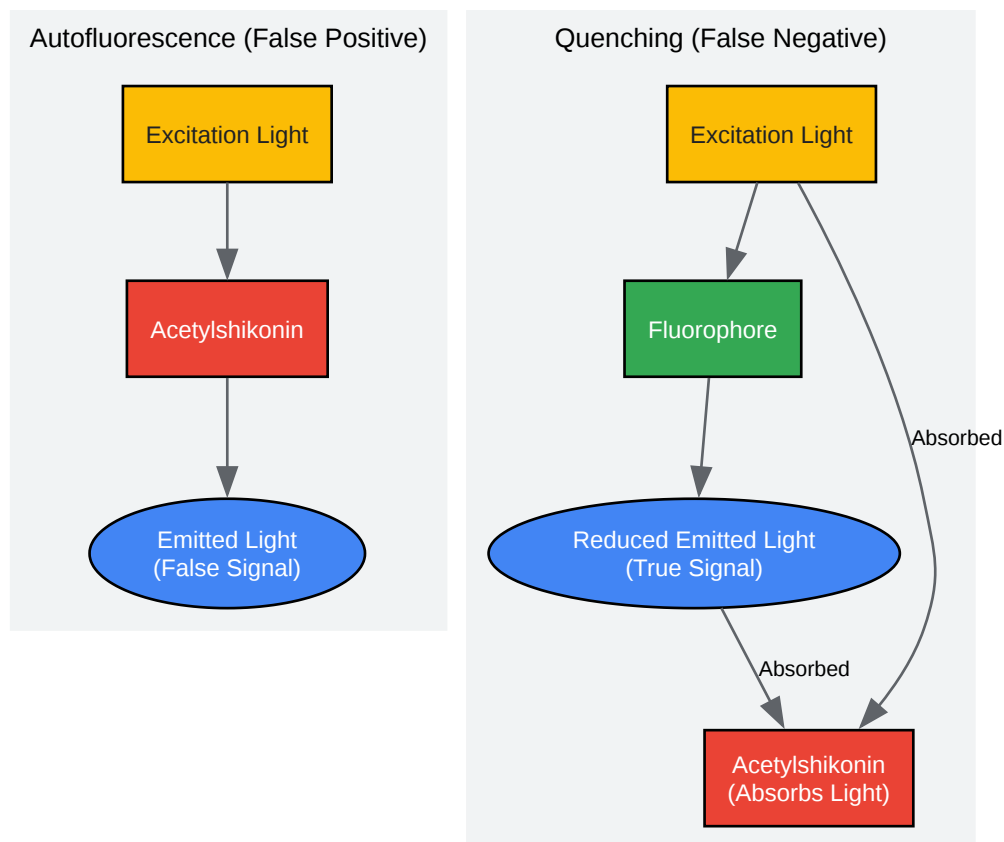 Autofluorescence (False Positive)
Excitation Light
Acetylshikonin
Emitted Light
(False Signal)
Quenching (False Negative)
Excitation Light
Fluorophore
Absorbed
Reduced Emitted Light
(True Signal)
Absorbed
Acetylshikonin
(Absorbs Light)